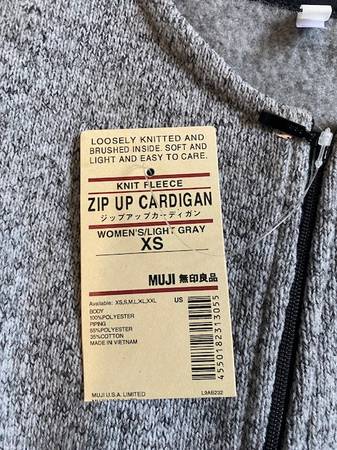 LOOSELY KNITTED AND
BRUSHED INSIDE. SOFT AND
LIGHT AND EASY TO CARE.
KNIT FLEECE
ZIP UP CARDIGAN
ジップアップカーディガン
WOMEN'S/LIGHT GRAY
XS
MUJI 無印良品
Available: XS,S,M,L,XL,XXL
US
BODY
100%POLYESTER
PIPING
65%POLYESTER
35%COTTON
MADE IN VIETNAM
4550182313055
MUJI U.S.A. LIMITED
L9AB232